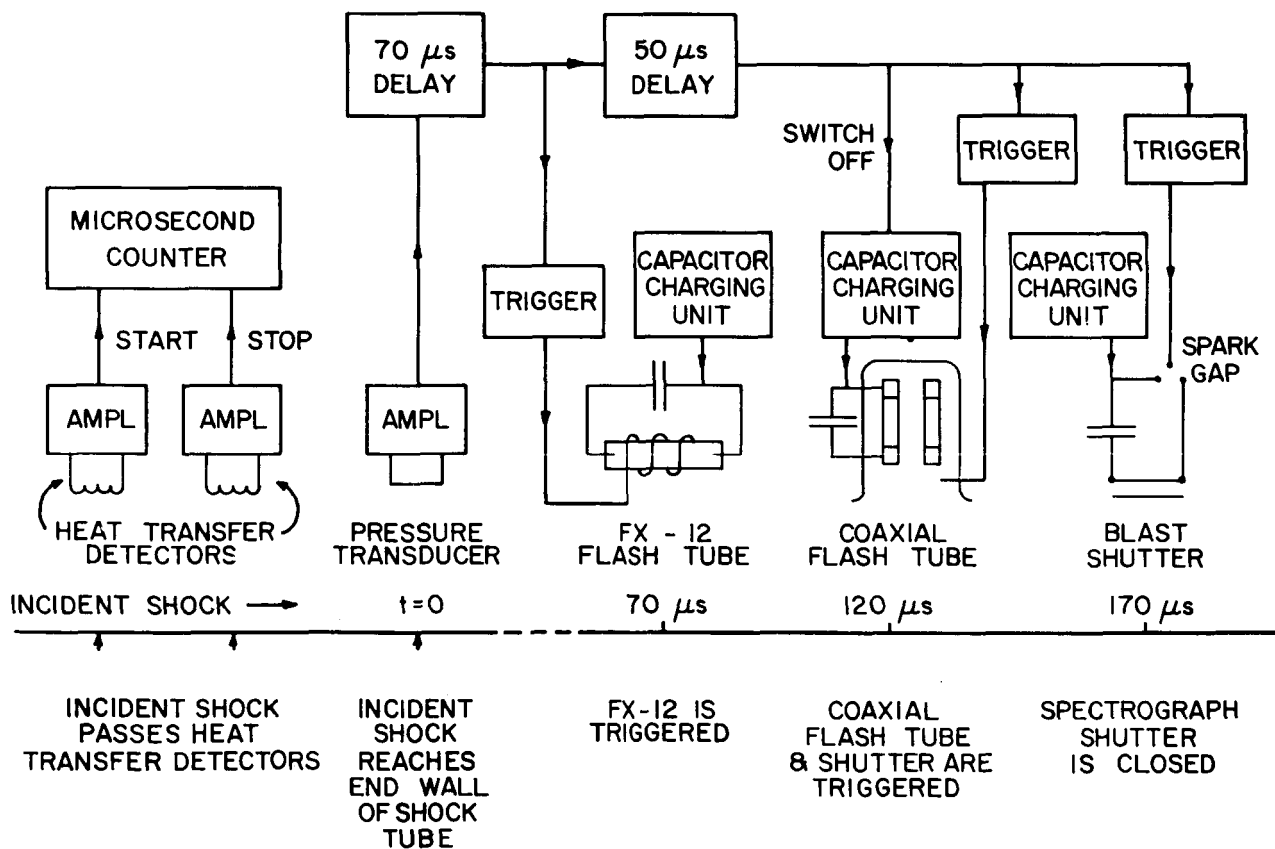 70 μs
DELAY
50 μs
DELAY
SWITCH
OFF
TRIGGER
TRIGGER
MICROSECOND
COUNTER
CAPACITOR
CHARGING
UNIT
CAPACITOR
CHARGING
UNIT
CAPACITOR
CHARGING
UNIT
TRIGGER
START
STOP
SPARK
GAP
AMPL
AMPL
AMPL
HEAT TRANSFER
DETECTORS
PRESSURE
TRANSDUCER
FX - 12
FLASH TUBE
COAXIAL
FLASH TUBE
BLAST
SHUTTER
INCIDENT SHOCK
t=0
70 μs
120 μs
170 μs
INCIDENT SHOCK
PASSES HEAT
TRANSFER DETECTORS
INCIDENT
SHOCK
REACHES
END WALL
OF SHOCK
TUBE
FX-12 IS
TRIGGERED
COAXIAL
FLASH TUBE
& SHUTTER ARE
TRIGGERED
SPECTROGRAPH
SHUTTER
IS CLOSED